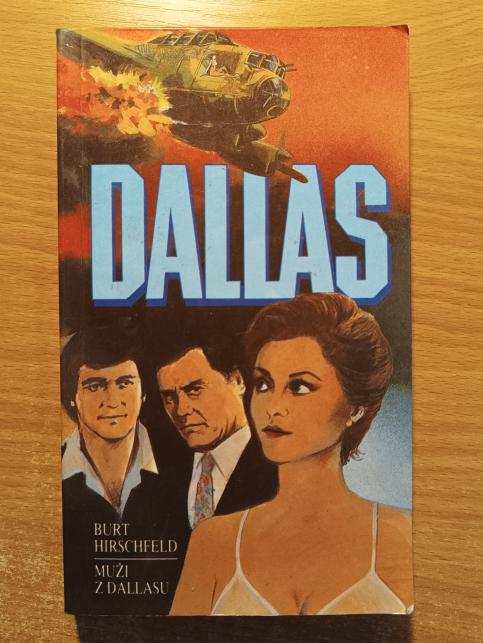 DALLAS
BURT
HIRSCHFELD
MUŽI
Z DALLASU